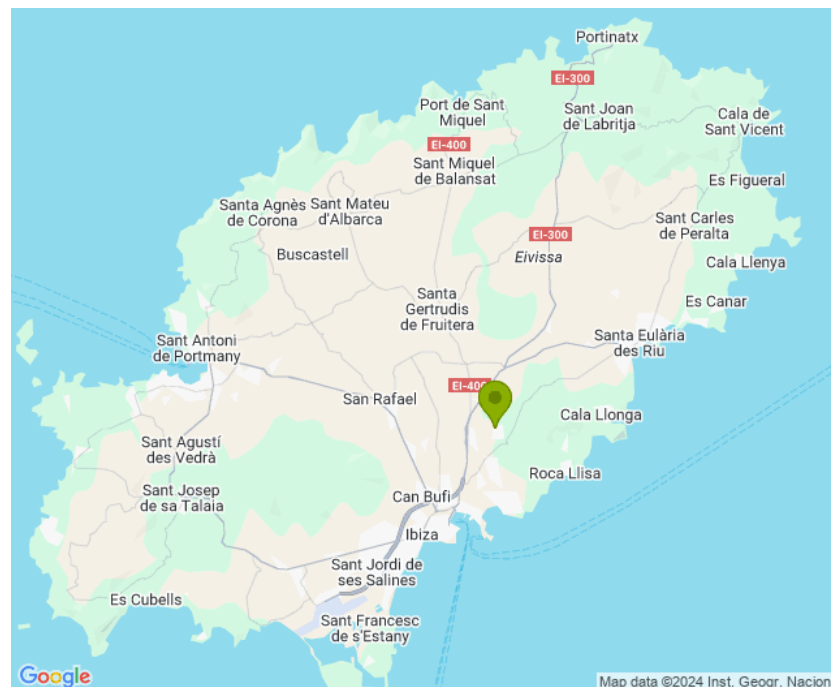 Portinatx
EI-300
Port de Sant
Miquel
Sant Joan
de Labritja
Cala de
Sant Vicent
EI-400
Sant Miquel
de Balansat
Es Figueral
Santa Agnès
de Corona
Sant Mateu
d'Albarca
Sant Carles
de Peralta
EI-300
Buscastell
Eivissa
Cala Llenya
Santa
Gertrudis
de Fruitera
Es Canar
Sant Antoni
de Portmany
Santa Eulària
des Riu
EI-400
San Rafael
Cala Llonga
Sant Agustí
des Vedrà
Roca Llisa
Sant Josep
de sa Talaia
Can Bufi
Ibiza
Sant Jordi de
ses Salines
Es Cubells
Sant Francesc
de s'Estany
Google
Map data ©2024 Inst. Geogr. Nacion